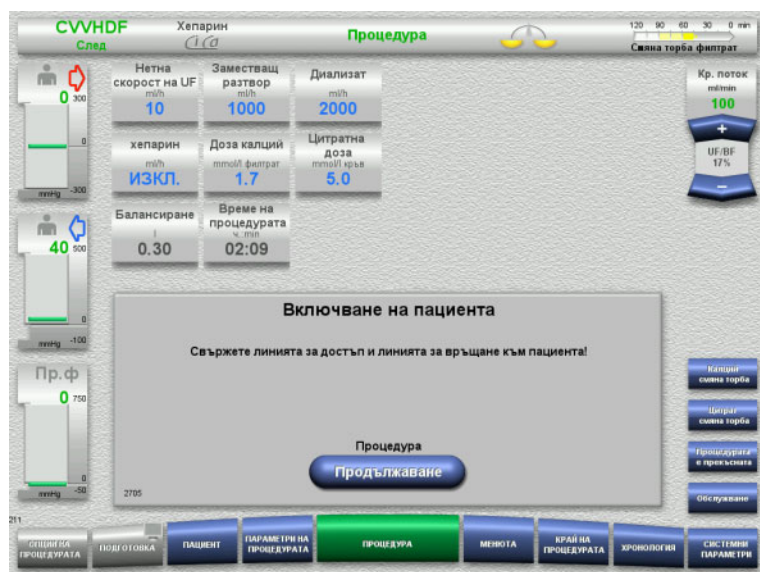 CVVHDF
След
Хепарин
Ci Ca
Процедура
120 90 60 30 0 min
Смяна торба филтрат
0
300
0
-300
mmHg
40
500
0
-100
mmHg
Пр.ф
0
750
0
-50
mmHg
Нетна
скорост на UF
ml/h
10
Заместващ
разтвор
ml/h
1000
Диализат
ml/h
2000
хепарин
ml/h
ИЗКЛ.
Доза калций
mmol/l филтрат
1.7
Цитратна
доза
mmol/l кръв
5.0
Балансиране
l
0.30
Време на
процедурата
ч.:min
02:09
Кр. поток
ml/min
100
+
UF/BF
17%
−
Включване на пациента
Свържете линията за достъп и линията за връщане към пациента!
Процедура
Продължаване
2705
Калций
смяна торба
Цитрат
смяна торба
Процедурата
е прекъсната
Обслужване
211
ОПЦИИ НА
ПРОЦЕДУРАТА
ПОДГОТОВКА
ПАЦИЕНТ
ПАРАМЕТРИ НА
ПРОЦЕДУРАТА
ПРОЦЕДУРА
МЕНЮТА
КРАЙ НА
ПРОЦЕДУРАТА
ХРОНОЛОГИЯ
СИСТЕМНИ
ПАРАМЕТРИ